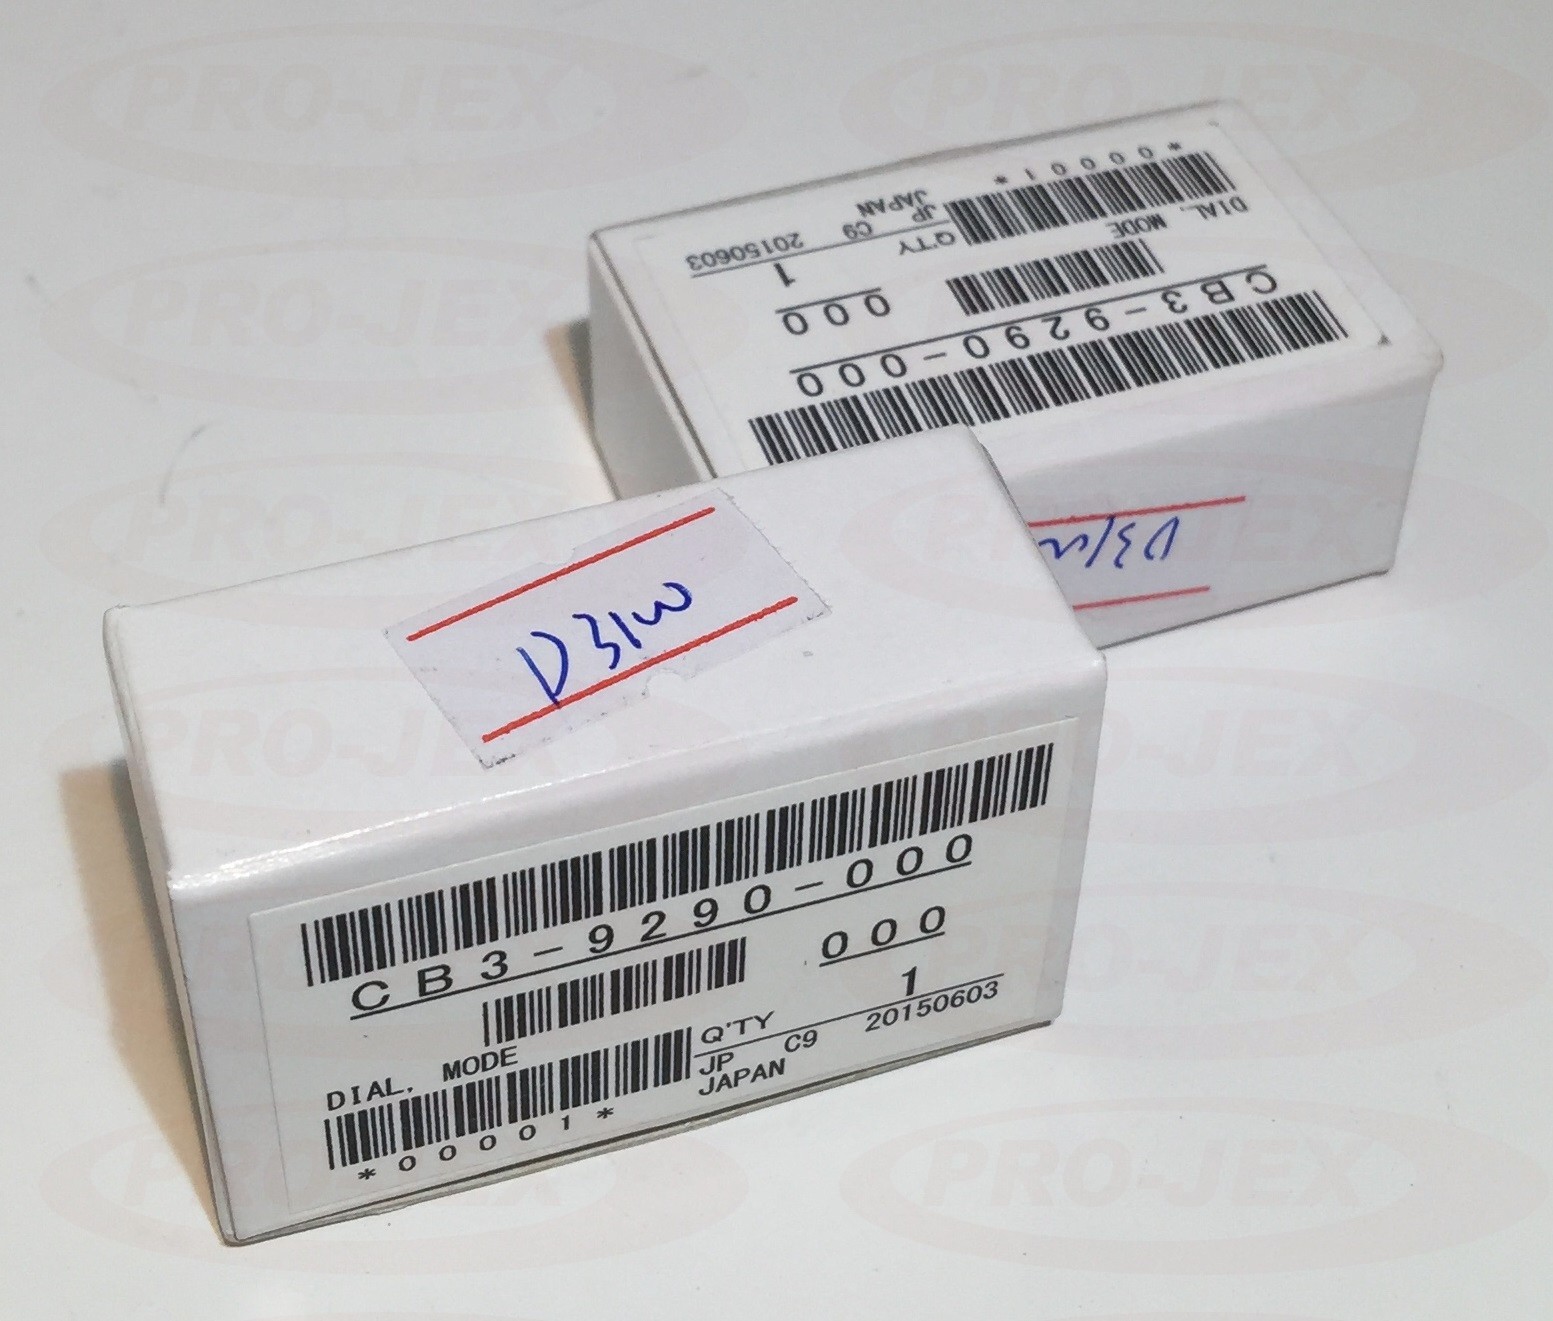 PRO-JEX
D31W
CB3-9290-000
000
DIAL, MODE
Q'TY 1
*00001*
JP C9 20150603
JAPAN
CB3-9290-000
000
DIAL, MODE
Q'TY 1
*00001*
JP C9 20150603
JAPAN